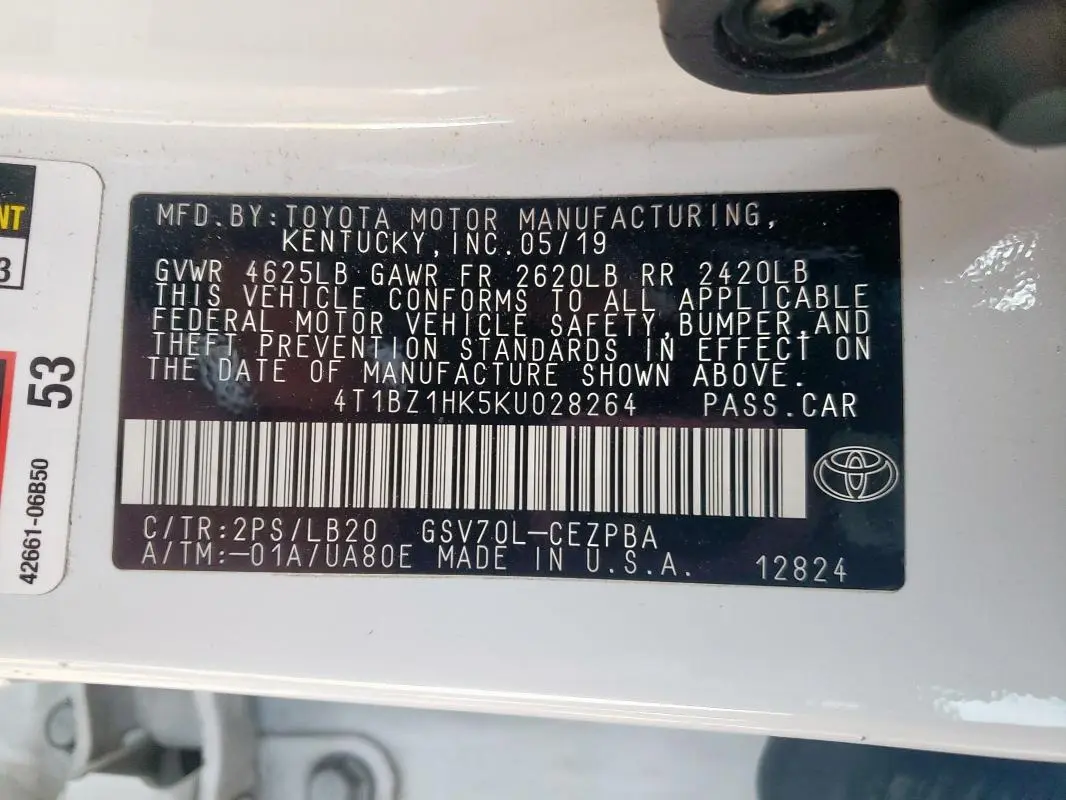 MFD.BY:TOYOTA MOTOR MANUFACTURING,
KENTUCKY,INC.05/19
GVWR 4625LB GAWR FR 2620LB RR 2420LB
THIS VEHICLE CONFORMS TO ALL APPLICABLE
FEDERAL MOTOR VEHICLE SAFETY,BUMPER,AND
THEFT PREVENTION STANDARDS IN EFFECT ON
THE DATE OF MANUFACTURE SHOWN ABOVE.
4T1BZ1HK5KU028264 PASS.CAR
C/TR:2PS/LB20 GSV70L-CEZPBA
A/TM:-01A/UA80E MADE IN U.S.A. 12824
NT
3
53
42661-06B50